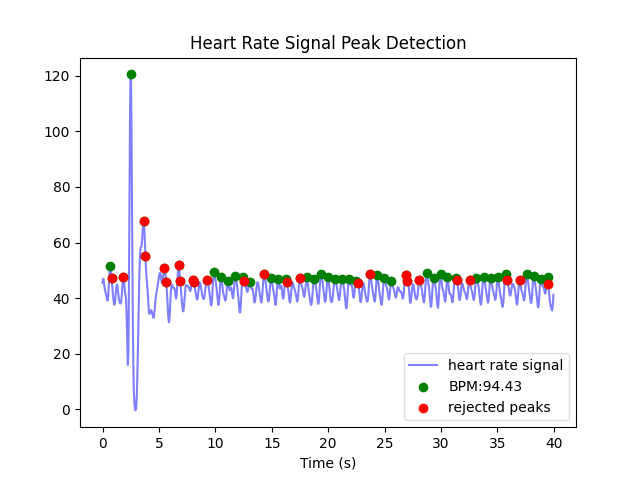 Heart Rate Signal Peak Detection
120
100
80
60
40
20
0
heart rate signal
BPM:94.43
rejected peaks
0 5 10 15 20 25 30 35 40
Time (s)